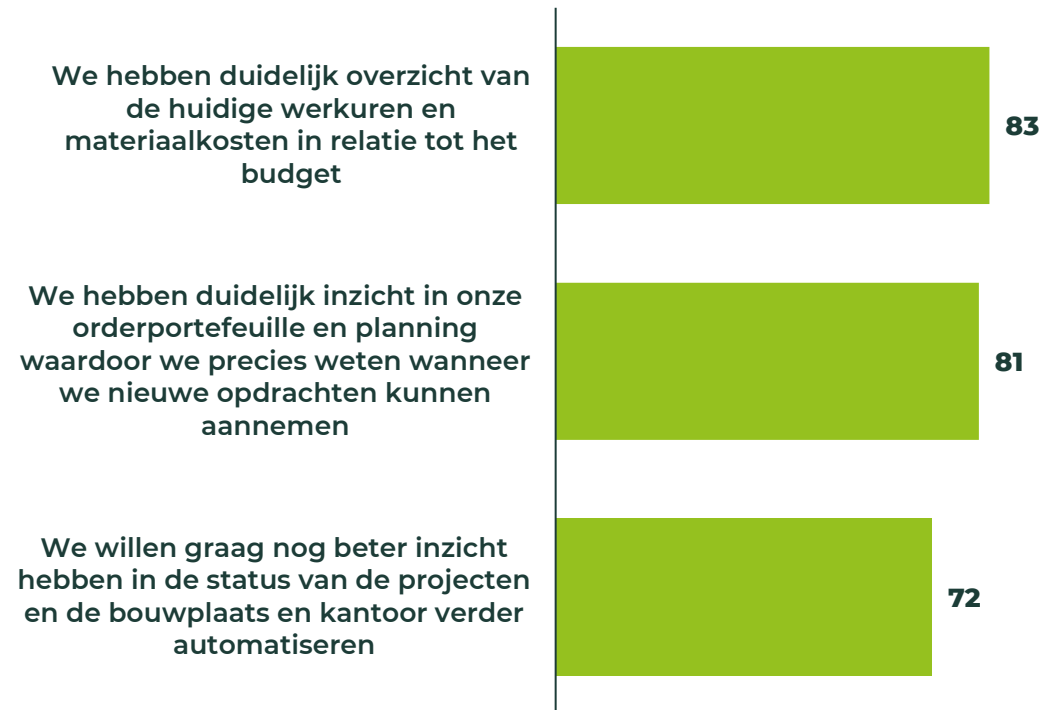 We hebben duidelijk overzicht van
de huidige werkuren en
materiaalkosten in relatie tot het
budget
83
We hebben duidelijk inzicht in onze
orderportefeuille en planning
waardoor we precies weten wanneer
we nieuwe opdrachten kunnen
aannemen
81
We willen graag nog beter inzicht
hebben in de status van de projecten
en de bouwplaats en kantoor verder
automatiseren
72